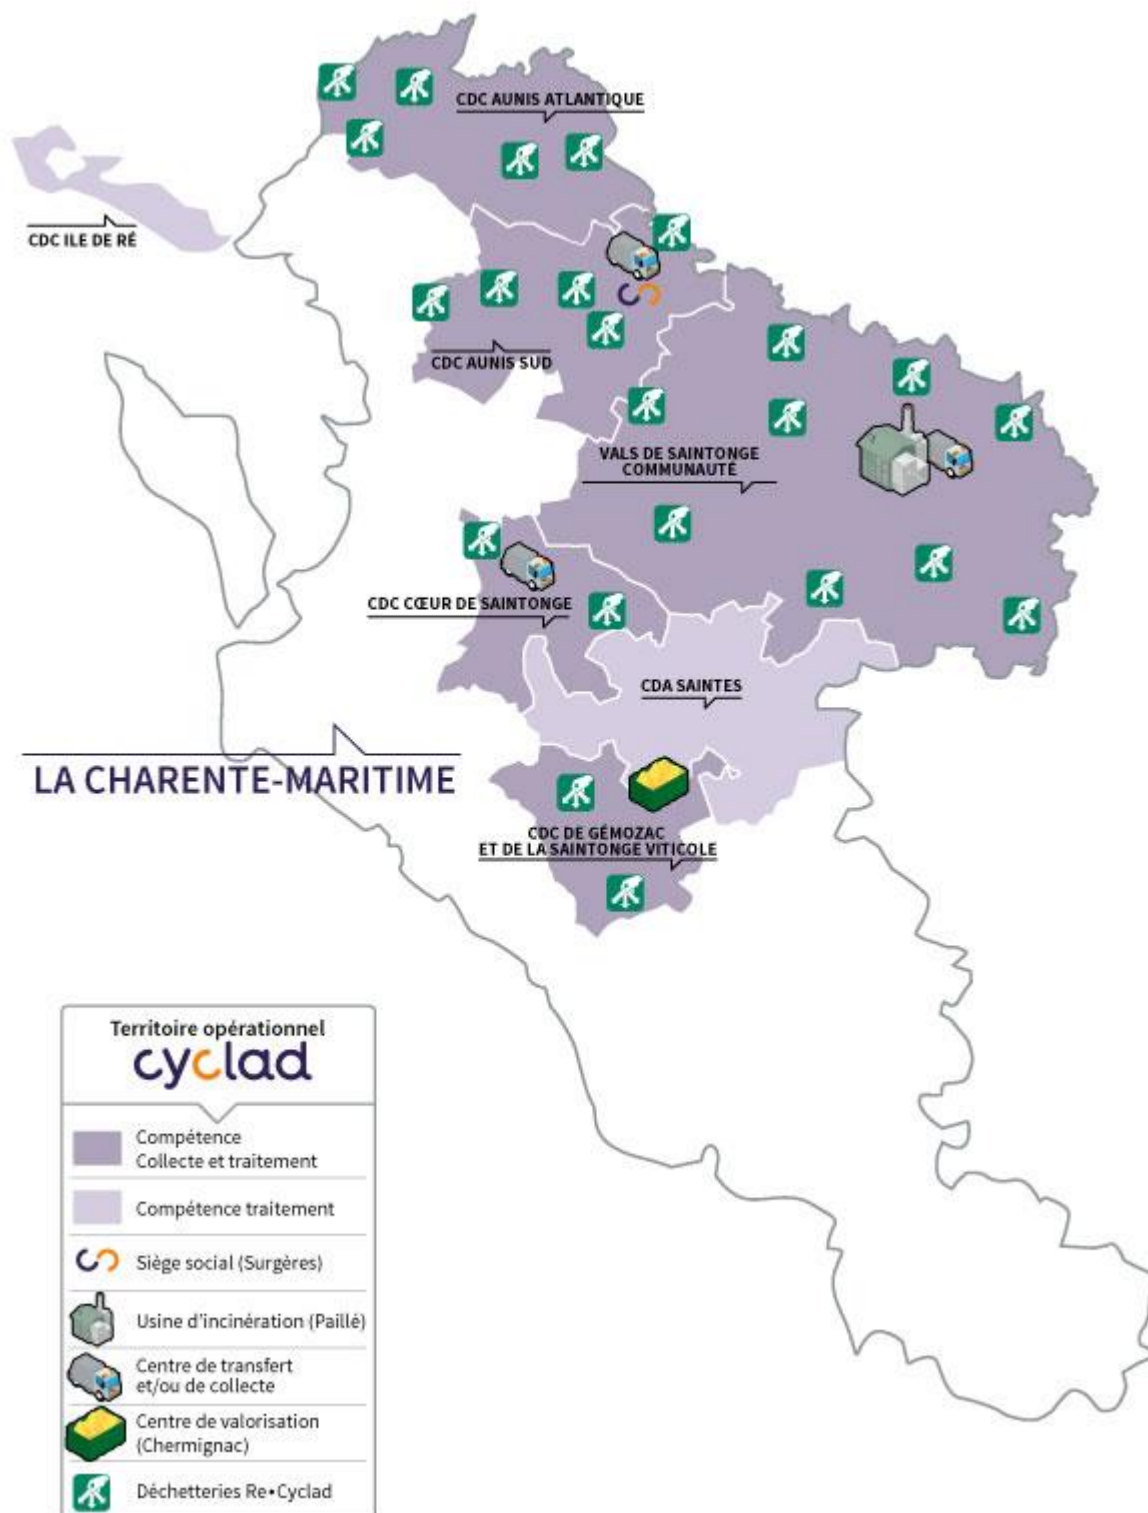 CDC AUNIS ATLANTIQUE
CDC ILE DE RÉ
CDC AUNIS SUD
VALS DE SAINTONGE
COMMUNAUTÉ
CDC CŒUR DE SAINTONGE
CDA SAINTES
LA CHARENTE-MARITIME
CDC DE GÉMOZAC
ET DE LA SAINTONGE VITICOLE
Territoire opérationnel
cyclad
Compétence
Collecte et traitement
Compétence traitement
Siège social (Surgères)
Usine d'incinération (Paillé)
Centre de transfert
et/ou de collecte
Centre de valorisation
(Chermignac)
Déchetteries Re•Cyclad